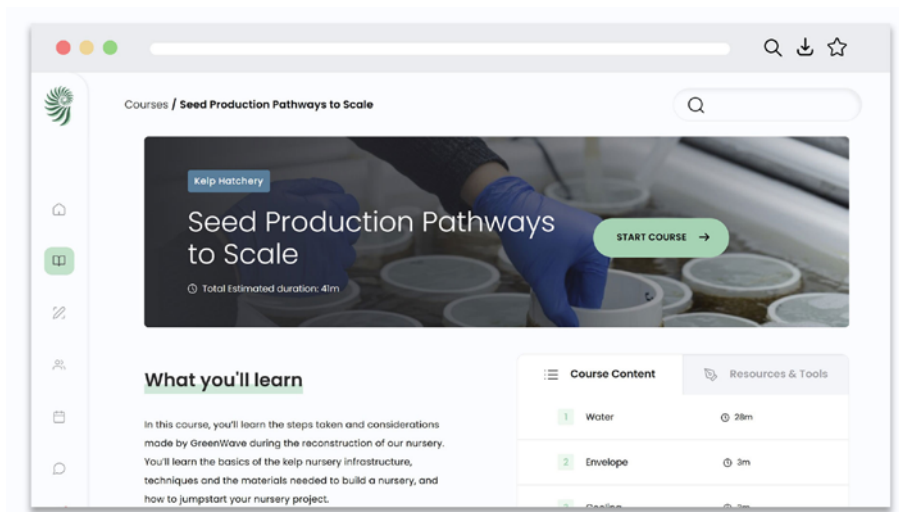 Courses / Seed Production Pathways to Scale
Kelp Hatchery
Seed Production Pathways
to Scale
Total Estimated duration: 41m
START COURSE →
What you'll learn
In this course, you'll learn the steps taken and considerations
made by GreenWave during the reconstruction of our nursery.
You'll learn the basics of the kelp nursery infrastructure,
techniques and the materials needed to build a nursery, and
how to jumpstart your nursery project.
Course Content
Resources & Tools
1 Water 28m
2 Envelope 3m